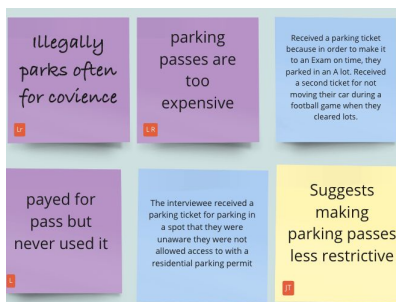 Illegally
parks often
for covience
Lr
parking
passes are
too
expensive
L R
Received a parking ticket
because in order to make it
to an Exam on time, they
parked in an A lot. Received
a second ticket for not
moving their car during a
football game when they
cleared lots.
payed for
pass but
never used it
L
The interviewee received a
parking ticket for parking in
a spot that they were
unaware they were not
allowed access to with a
residential parking permit
Suggests
making
parking passes
less restrictive
JT